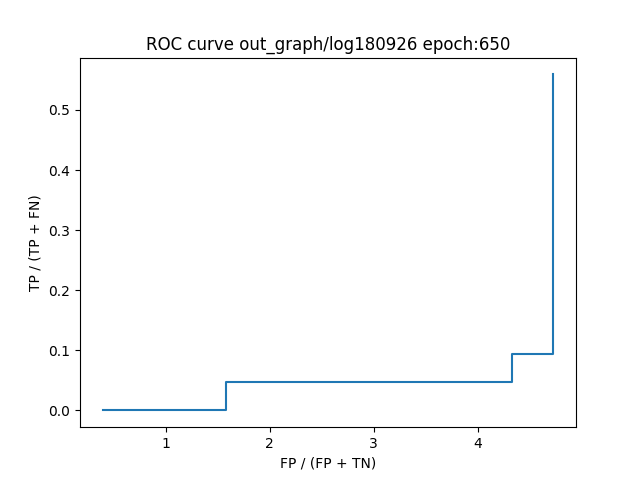 ROC curve out_graph/log180926 epoch:650
0.5
0.4
0.3
0.2
0.1
0.0
TP / (TP + FN)
1 2 3 4
FP / (FP + TN)